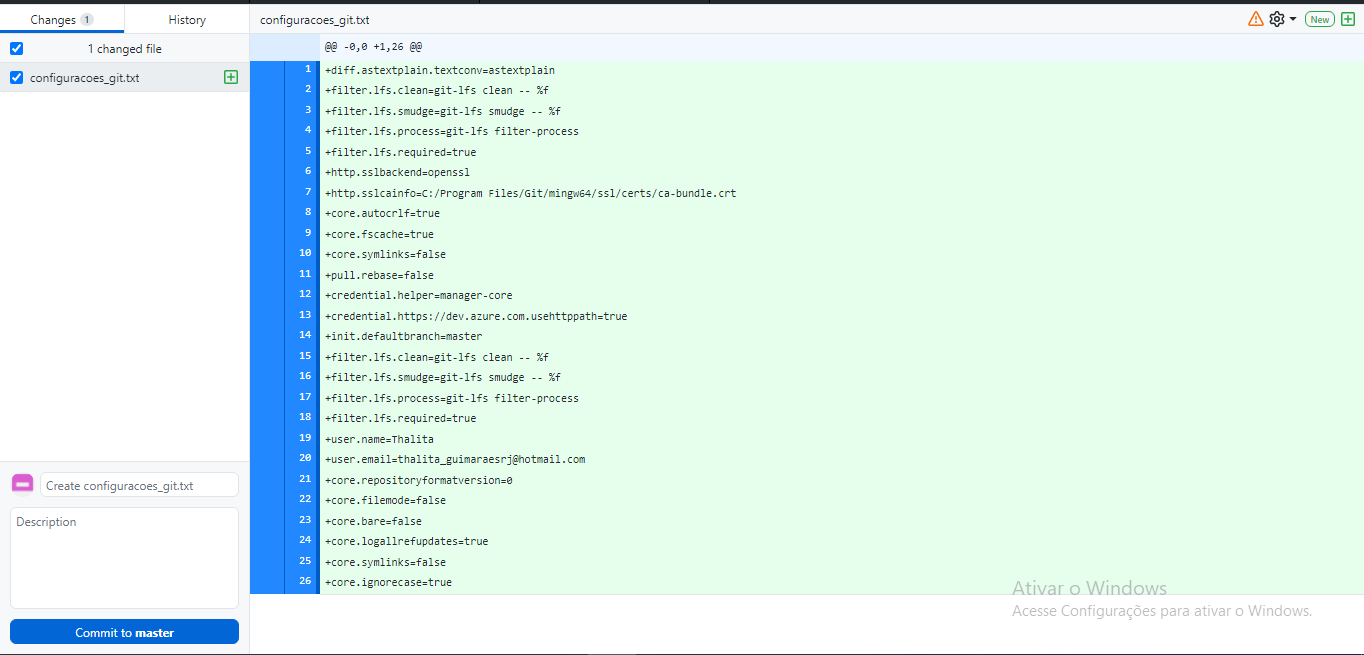 Changes 1
History
configuracoes_git.txt
New
1 changed file
configuracoes_git.txt
@@ -0,0 +1,26 @@
1 +diff.astextplain.textconv=astextplain
2 +filter.lfs.clean=git-lfs clean -- %f
3 +filter.lfs.smudge=git-lfs smudge -- %f
4 +filter.lfs.process=git-lfs filter-process
5 +filter.lfs.required=true
6 +http.sslbackend=openssl
7 +http.sslcainfo=C:/Program Files/Git/mingw64/ssl/certs/ca-bundle.crt
8 +core.autocrlf=true
9 +core.fscache=true
10 +core.symlinks=false
11 +pull.rebase=false
12 +credential.helper=manager-core
13 +credential.https://dev.azure.com.usehttppath=true
14 +init.defaultbranch=master
15 +filter.lfs.clean=git-lfs clean -- %f
16 +filter.lfs.smudge=git-lfs smudge -- %f
17 +filter.lfs.process=git-lfs filter-process
18 +filter.lfs.required=true
19 +user.name=Thalita
20 +user.email=thalita_guimaraesrj@hotmail.com
21 +core.repositoryformatversion=0
22 +core.filemode=false
23 +core.bare=false
24 +core.logallrefupdates=true
25 +core.symlinks=false
26 +core.ignorecase=true
Create configuracoes_git.txt
Description
Commit to master
Ativar o Windows
Acesse Configurações para ativar o Windows.